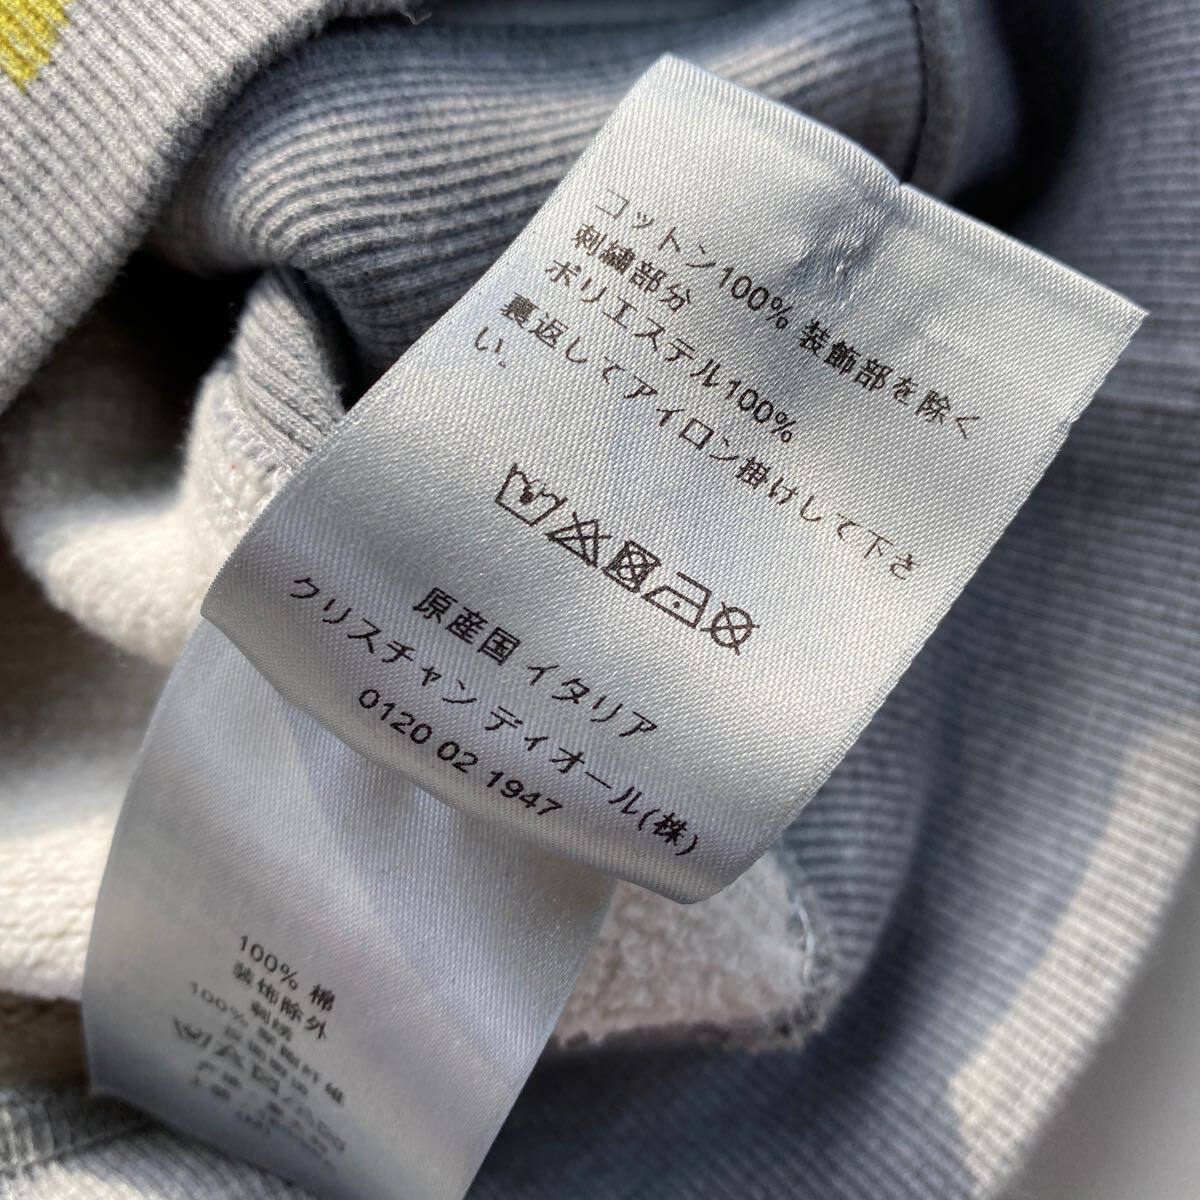 コットン100% 装飾部を除く
刺繍部分
ポリエステル100%
裏返してアイロン掛けして下さ
い。
原産国 イタリア
クリスチャン ディオール(株)
0120 02 1947
100% 棉
装饰除外
刺绣
100%